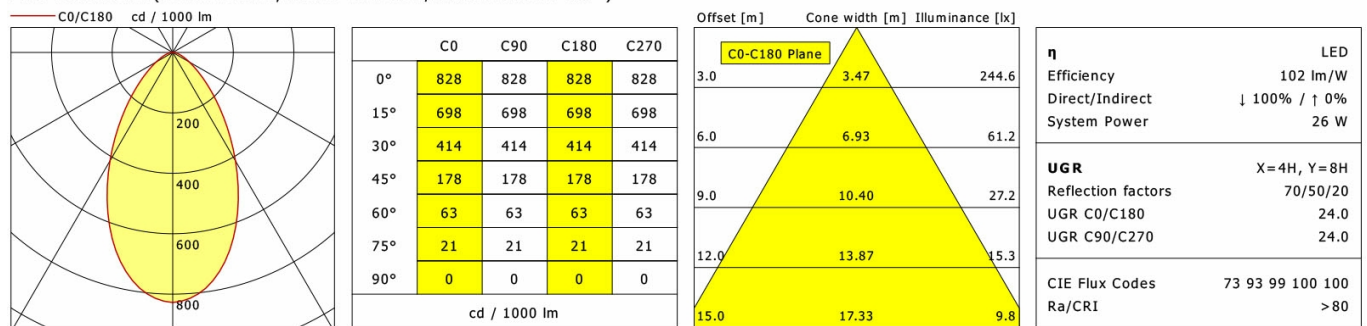 C0/C180 cd / 1000 lm
200
400
600
800
C0 C90 C180 C270
0° 828 828 828 828
15° 698 698 698 698
30° 414 414 414 414
45° 178 178 178 178
60° 63 63 63 63
75° 21 21 21 21
90° 0 0 0 0
cd / 1000 lm
Offset [m] Cone width [m] Illuminance [lx]
C0-C180 Plane
3.0 3.47 244.6
6.0 6.93 61.2
9.0 10.40 27.2
12.0 13.87 15.3
15.0 17.33 9.8
η LED
Efficiency 102 lm/W
Direct/Indirect ↓ 100% / ↑ 0%
System Power 26 W
UGR X=4H, Y=8H
Reflection factors 70/50/20
UGR C0/C180 24.0
UGR C90/C270 24.0
CIE Flux Codes 73 93 99 100 100
Ra/CRI >80